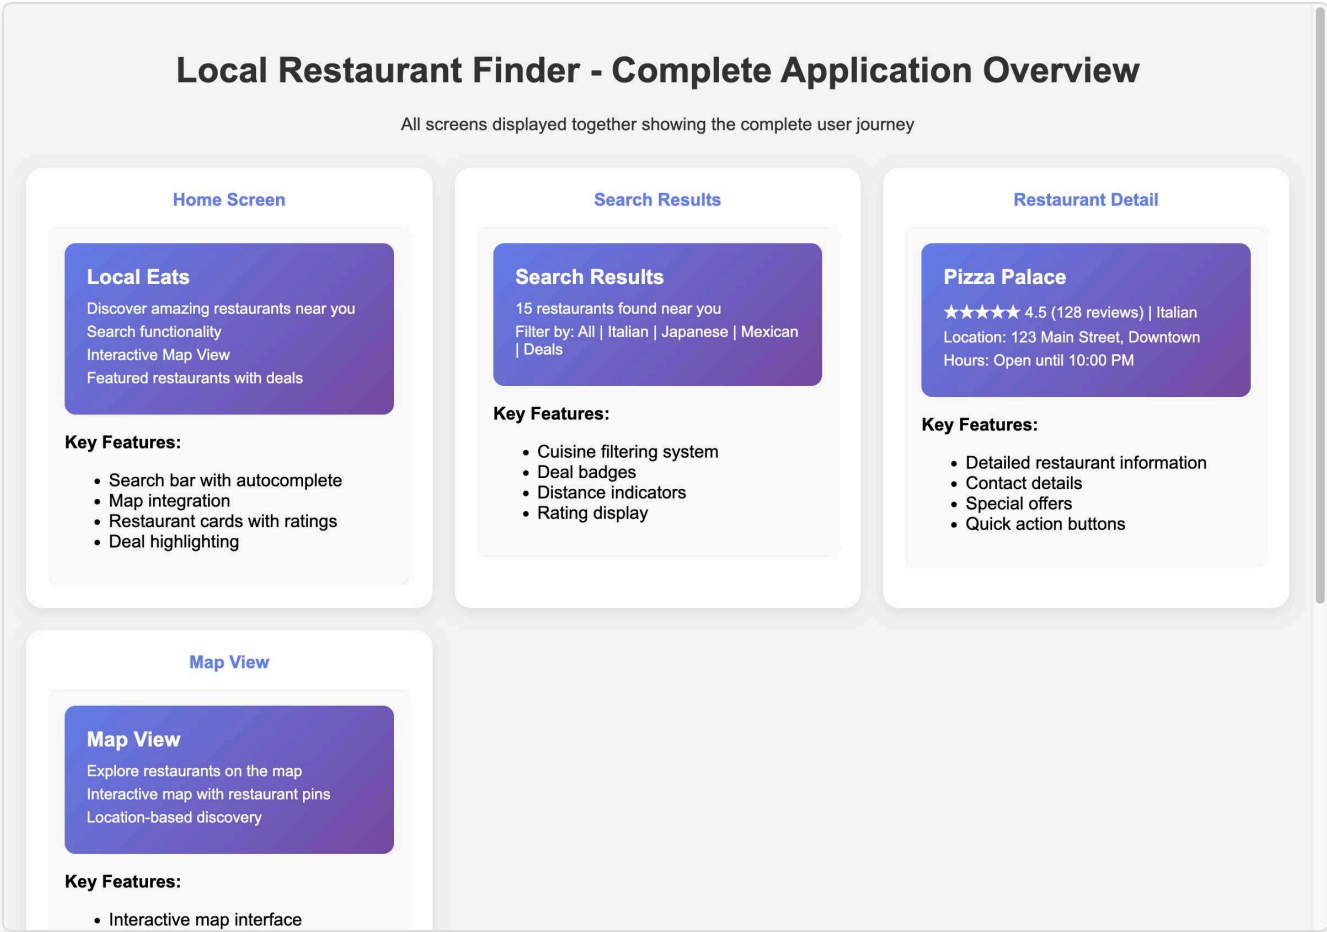 Local Restaurant Finder - Complete Application Overview
All screens displayed together showing the complete user journey
Home Screen
Local Eats
Discover amazing restaurants near you
Search functionality
Interactive Map View
Featured restaurants with deals
Key Features:
• Search bar with autocomplete
• Map integration
• Restaurant cards with ratings
• Deal highlighting
Search Results
Search Results
15 restaurants found near you
Filter by: All | Italian | Japanese | Mexican
| Deals
Key Features:
• Cuisine filtering system
• Deal badges
• Distance indicators
• Rating display
Restaurant Detail
Pizza Palace
★★★★★ 4.5 (128 reviews) | Italian
Location: 123 Main Street, Downtown
Hours: Open until 10:00 PM
Key Features:
• Detailed restaurant information
• Contact details
• Special offers
• Quick action buttons
Map View
Map View
Explore restaurants on the map
Interactive map with restaurant pins
Location-based discovery
Key Features:
• Interactive map interface